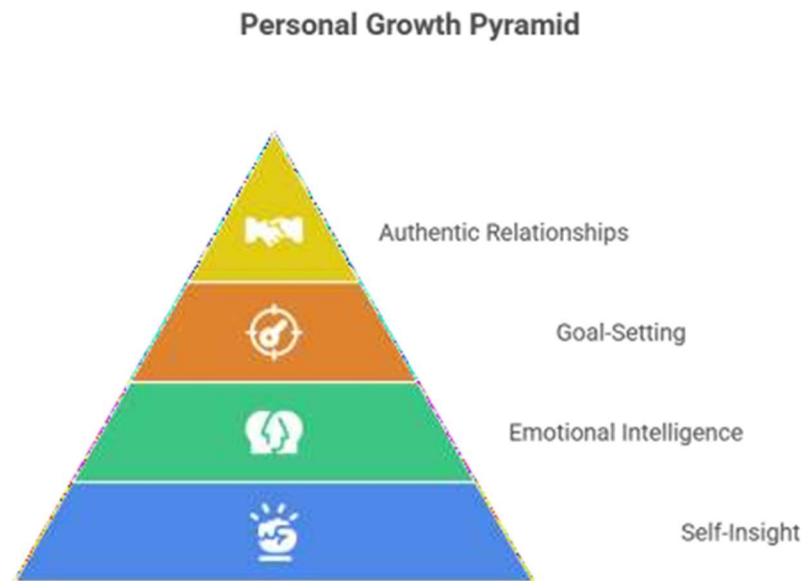 Personal Growth Pyramid
Authentic Relationships
Goal-Setting
Emotional Intelligence
Self-Insight